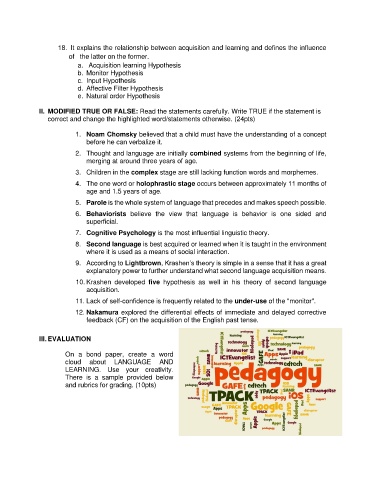 18. It explains the relationship between acquisition and learning and defines the influence
of the latter on the former.
a. Acquisition learning Hypothesis
b. Monitor Hypothesis
c. Input Hypothesis
d. Affective Filter Hypothesis
e. Natural order Hypothesis
II. MODIFIED TRUE OR FALSE: Read the statements carefully. Write TRUE if the statement is
correct and change the highlighted word/statements otherwise. (24pts)
1. Noam Chomsky believed that a child must have the understanding of a concept
before he can verbalize it.
2. Thought and language are initially combined systems from the beginning of life,
merging at around three years of age.
3. Children in the complex stage are still lacking function words and morphemes.
4. The one word or holophrastic stage occurs between approximately 11 months of
age and 1.5 years of age.
5. Parole is the whole system of language that precedes and makes speech possible.
6. Behaviorists believe the view that language is behavior is one sided and
superficial.
7. Cognitive Psychology is the most influential linguistic theory.
8. Second language is best acquired or learned when it is taught in the environment
where it is used as a means of social interaction.
9. According to Lightbrown, Krashen's theory is simple in a sense that it has a great
explanatory power to further understand what second language acquisition means.
10. Krashen developed five hypothesis as well in his theory of second language
acquisition.
11. Lack of self-confidence is frequently related to the under-use of the "monitor".
12. Nakamura explored the differential effects of immediate and delayed corrective
feedback (CF) on the acquisition of the English past tense.
III. EVALUATION
On a bond paper, create a word
cloud about LANGUAGE AND
LEARNING. Use your creativity.
There is a sample provided below
and rubrics for grading. (10pts)
innovator
ICTEvangelist
iPad
edtech
pedagogy
GAFE
edtech
TPACK
iOS
pedagogy
Google
Apps
TPACK
Google